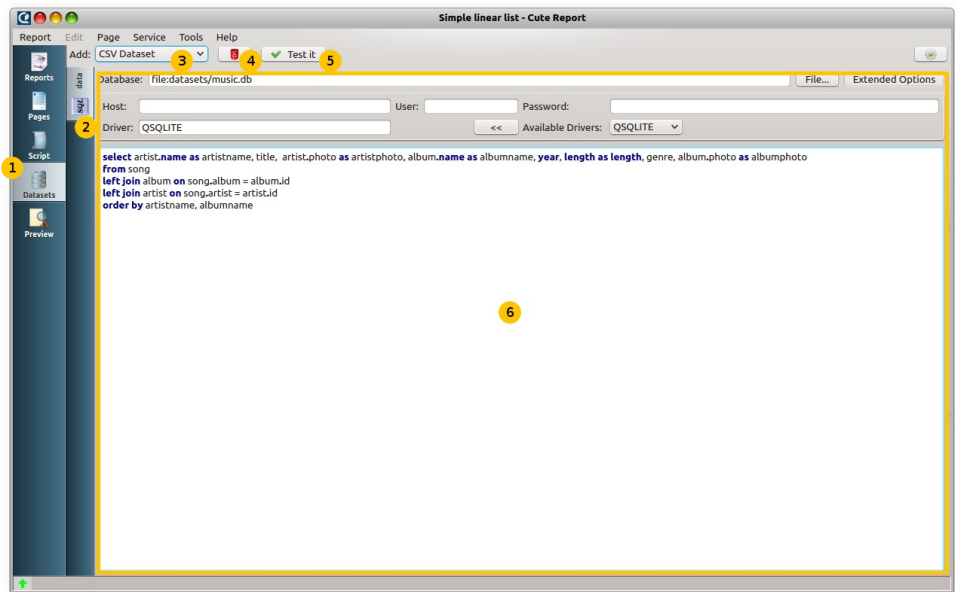 Simple linear list - Cute Report
Report Edit Page Service Tools Help
Add: CSV Dataset 3 4 Test it 5
Reports
data
Database: file:datasets/music.db File... Extended Options
Pages
SQL
Host: User: Password:
2 Driver: QSQLITE << Available Drivers: QSQLITE
Script
1
Datasets
Preview
select artist.name as artistname, title, artist.photo as artistphoto, album.name as albumname, year, length as length, genre, album.photo as albumphoto
from song
left join album on song.album = album.id
left join artist on song.artist = artist.id
order by artistname, albumname
6